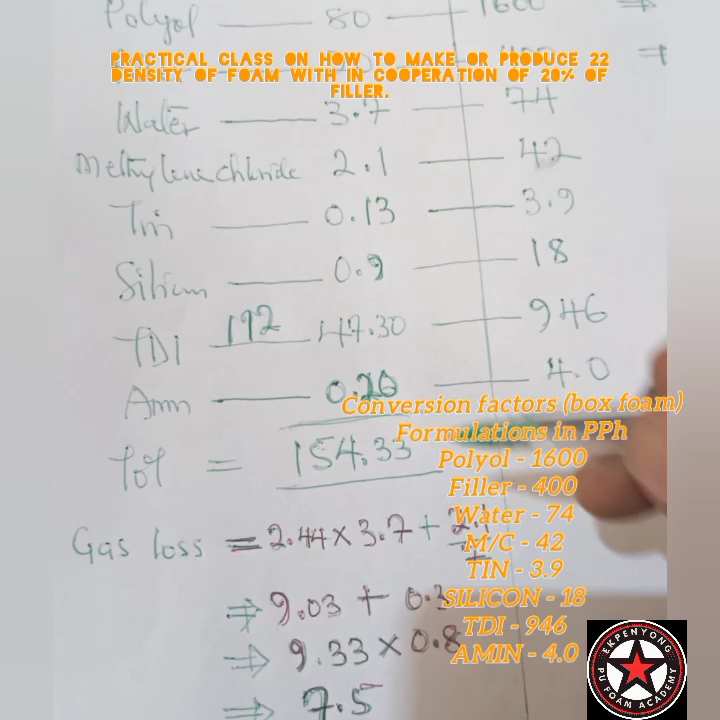 Polyol — 80 — 1600 ⇒
PRACTICAL CLASS ON HOW TO MAKE OR PRODUCE 22
DENSITY OF FOAM WITH IN COOPERATION OF 20% OF
FILLER.
Water — 3.7 — 74
Methylene chloride 2.1 — 42
Tin — 0.13 — 3.9
Silicon — 0.9 — 18
TDI 112 47.30 — 946
Amin — 0.20 — 4.0
TOT = 154.33
Gas loss = 2.44 × 3.7 +
⇒ 9.03 + 0.3
⇒ 9.33 × 0.8
⇒ 7.5
Conversion factors (box foam)
Formulations in PPh
Polyol - 1600
Filler - 400
Water - 74
M/C - 42
TIN - 3.9
SILICON - 18
TDI - 946
AMIN - 4.0
EKPENYONG
PU FOAM ACADEMY